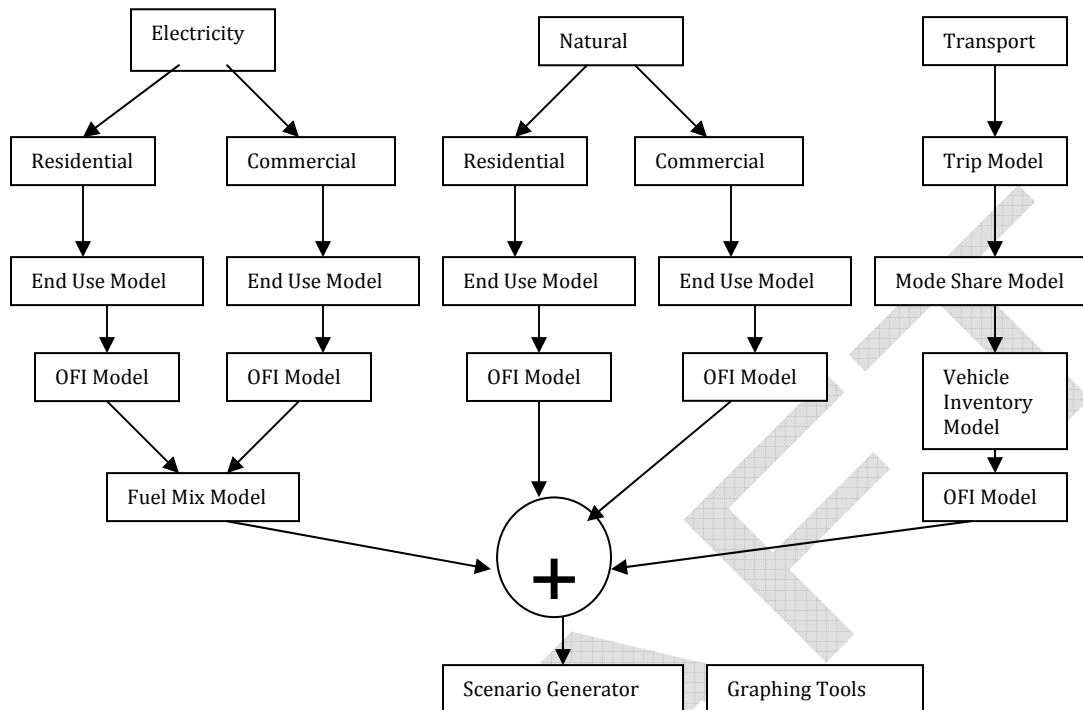 Electricity
Natural
Transport
Residential
Commercial
Residential
Commercial
Trip Model
End Use Model
End Use Model
End Use Model
End Use Model
Mode Share Model
OFI Model
OFI Model
OFI Model
OFI Model
Vehicle
Inventory
Model
Fuel Mix Model
OFI Model
+
Scenario Generator
Graphing Tools